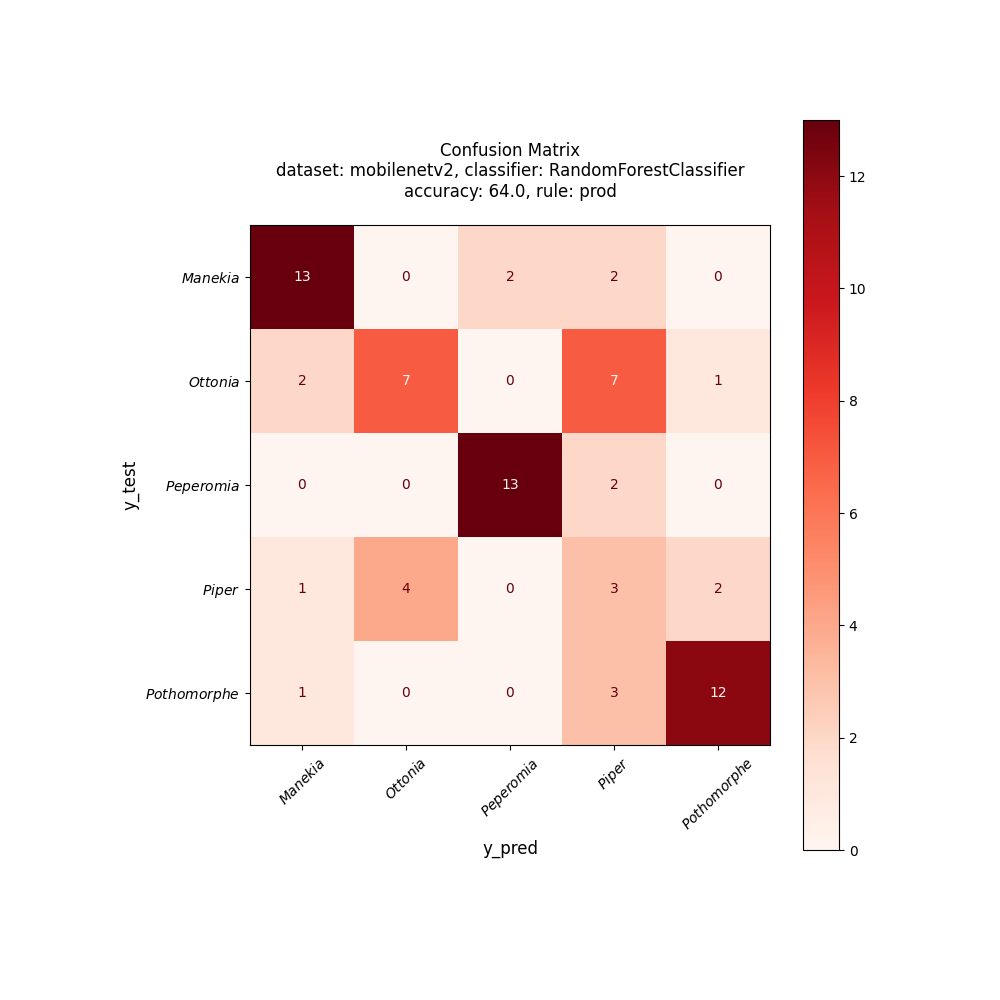 Confusion Matrix
dataset: mobilenetv2, classifier: RandomForestClassifier
accuracy: 64.0, rule: prod
Manekia 13 0 2 2 0
Ottonia 2 7 0 7 1
Peperomia 0 0 13 2 0
Piper 1 4 0 3 2
Pothomorphe 1 0 0 3 12
y_test
Manekia Ottonia Peperomia Piper Pothomorphe
y_pred
12
10
8
6
4
2
0